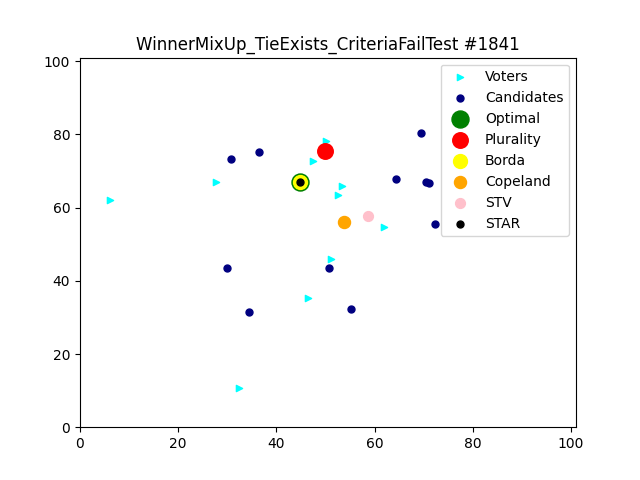 WinnerMixUp_TieExists_CriteriaFailTest #1841
100
80
60
40
20
0
0 20 40 60 80 100
Voters
Candidates
Optimal
Plurality
Borda
Copeland
STV
STAR